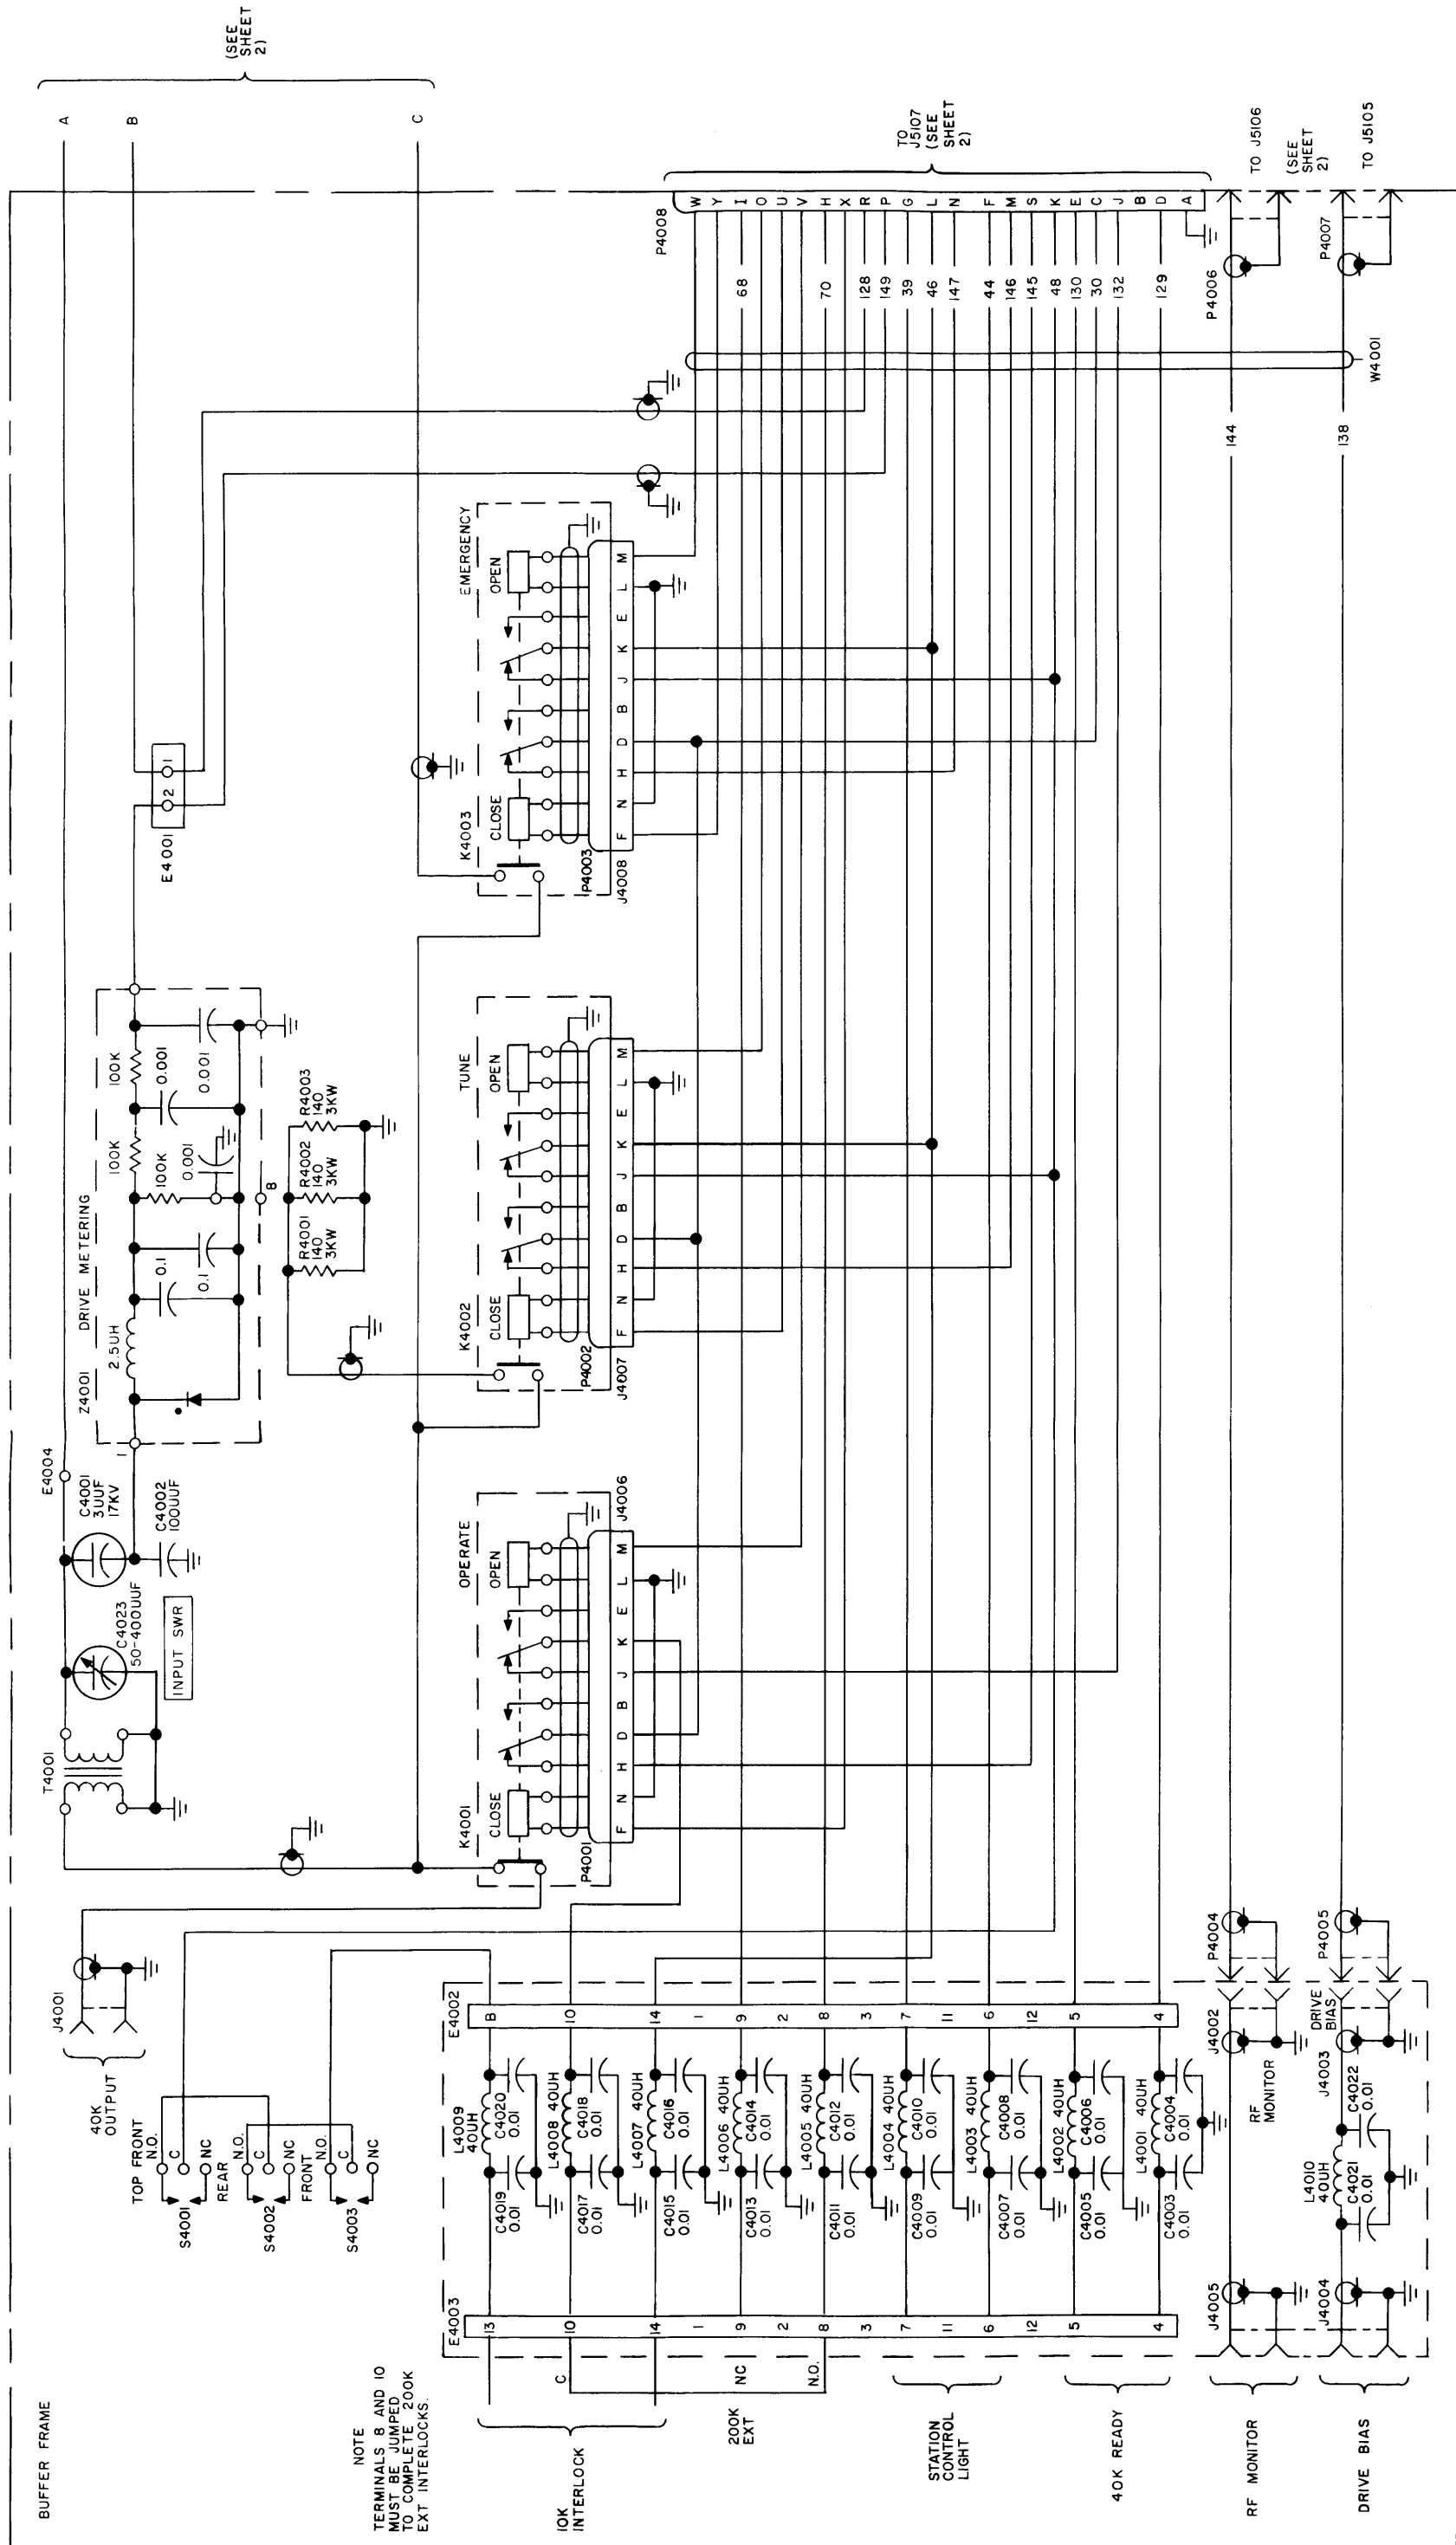 BUFFER FRAME
NOTE
TERMINALS 8 AND 10
MUST BE JUMPED
TO COMPLETE 200K
EXT INTERLOCKS.
10K
INTERLOCK
200K
EXT
STATION
CONTROL
LIGHT
40K READY
RF MONITOR
DRIVE BIAS
C
NC
N.O.
E4003
13
10
14
1
9
2
8
3
7
11
6
12
5
4
J4005
J4004
TOP FRONT
N.O.
C
NC
S4001
REAR
N.O.
C
NC
S4002
FRONT
N.O.
C
NC
S4003
40K
OUTPUT
J4001
L4009
40UH
C4019
0.01
C4020
0.01
L4008 40UH
C4017
0.01
C4018
0.01
L4007 40UH
C4015
0.01
C4016
0.01
L4006 40UH
C4013
0.01
C4014
0.01
L4005 40UH
C4011
0.01
C4012
0.01
L4004 40UH
C4009
0.01
C4010
0.01
L4003 40UH
C4007
0.01
C4008
0.01
L4002 40UH
C4005
0.01
C4006
0.01
L4001 40UH
C4003
0.01
C4004
0.01
L4010
40UH
C4021
0.01
C4022
0.01
E4002
B
10
14
1
9
2
8
3
7
11
6
12
5
4
J4002
RF
MONITOR
J4003
DRIVE
BIAS
P4004
P4005
T4001
C4023
50-400UUF
INPUT SWR
C4001
3UUF
17KV
C4002
100UUF
E4004
Z4001 DRIVE METERING
1
2.5UH
0.1
0.1
100K
100K
0.001
100K
0.001
0.001
8
R4001
140
3KW
R4002
140
3KW
R4003
140
3KW
E4001
2 1
K4001
OPERATE
CLOSE
OPEN
P4001
J4006
F N H D B J K E L M
K4002
TUNE
CLOSE
OPEN
P4002
J4007
F N H D B J K E L M
K4003
EMERGENCY
CLOSE
OPEN
P4003
J4008
F N H D B J K E L M
A
B
C
(SEE
SHEET
2)
P4008
W
Y
68 I
O
U
V
70 H
X
128 R
149 P
39 G
46 L
147 N
44 F
146 M
145 S
48 K
130 E
30 C
132 J
B
129 D
A
TO
J5107
(SEE
SHEET
2)
144
P4006
TO J5106
(SEE
SHEET
2)
138
P4007
TO J5105
W4001